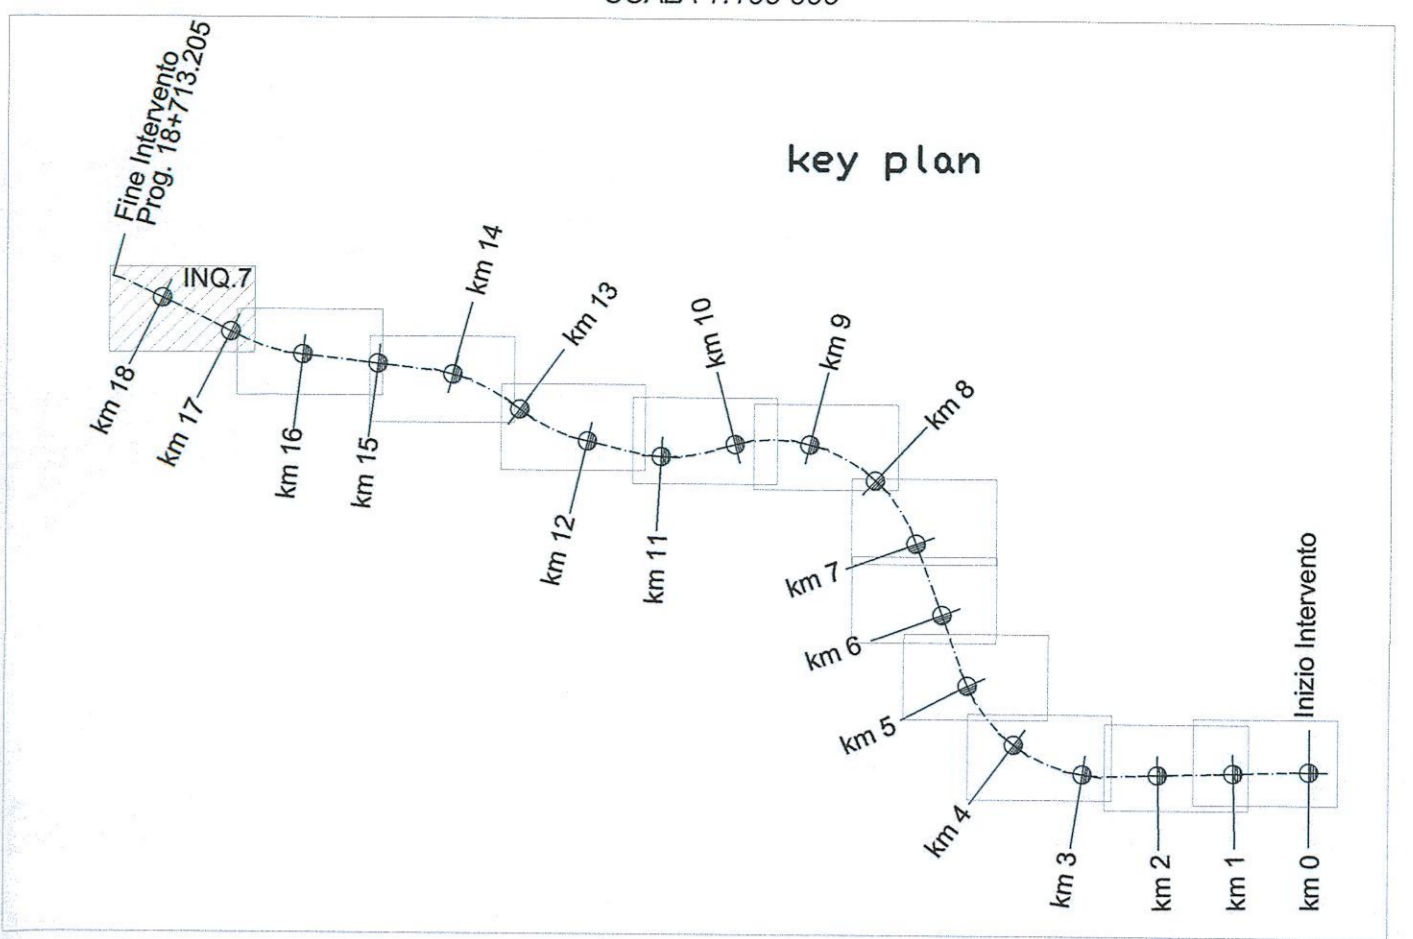 Fine Intervento
Prog. 18+713.205
key plan
INQ.7
km 18
km 17
km 16
km 15
km 14
km 13
km 12
km 11
km 10
km 9
km 8
km 7
km 6
km 5
km 4
km 3
km 2
km 1
km 0
Inizio Intervento